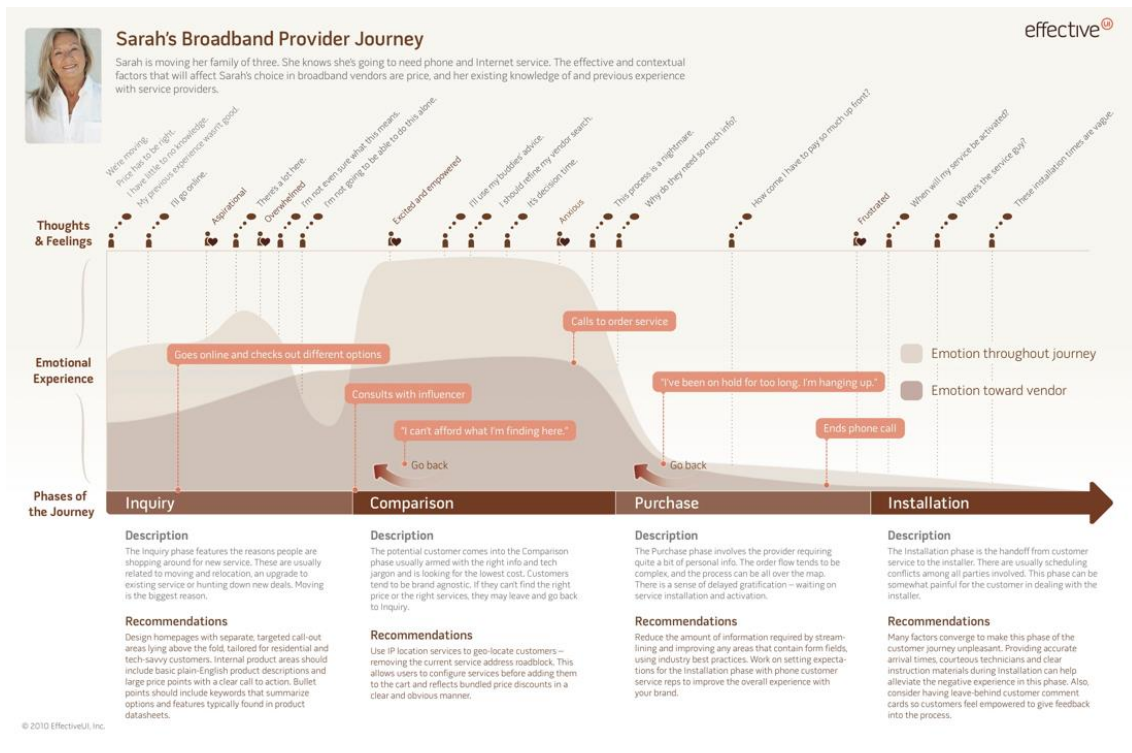 effective ui
Sarah's Broadband Provider Journey
Sarah is moving her family of three. She knows she's going to need phone and Internet service. The effective and contextual
factors that will affect Sarah's choice in broadband vendors are price, and her existing knowledge of and previous experience
with service providers.
We're moving.
Price has to be right.
I have little to no knowledge.
My previous experience wasn't good.
I'll go online.
Aspirational
There's a lot here.
Overwhelmed
I'm not even sure what this means.
I'm not going to be able to do this alone.
Excited and empowered
I'll use my buddies' advice.
I should refine my vendor search.
It's decision time.
Anxious
This process is a nightmare.
Why do they need so much info?
How come I have to pay so much up front?
Frustrated
When will my service be activated?
Where's the service guy?
These installation times are vague.
Thoughts
& Feelings
Emotional
Experience
Calls to order service
Goes online and checks out different options
Emotion throughout journey
"I've been on hold for too long. I'm hanging up."
Emotion toward vendor
Consults with influencer
"I can't afford what I'm finding here."
Ends phone call
Go back
Go back
Phases of
the Journey
Inquiry
Comparison
Purchase
Installation
Description
The Inquiry phase features the reasons people are
shopping around for new service. These are usually
related to moving and relocation, an upgrade to
existing service or hunting down new deals. Moving
is the biggest reason.
Recommendations
Design homepages with separate, targeted call-out
areas lying above the fold, tailored for residential and
tech-savvy customers. Internal product areas should
include basic plain-English product descriptions and
large price points with a clear call to action. Bullet
points should include keywords that summarize
options and features typically found in product
datasheets.
Description
The potential customer comes into the Comparison
phase usually armed with the right info and tech
jargon and is looking for the lowest cost. Customers
tend to be brand agnostic. If they can't find the right
price or the right services, they may leave and go back
to Inquiry.
Recommendations
Use IP location services to geo-locate customers –
removing the current service address roadblock. This
allows users to configure services before adding them
to the cart and reflects bundled price discounts in a
clear and obvious manner.
Description
The Purchase phase involves the provider requiring
quite a bit of personal info. The order flow tends to be
complex, and the process can be all over the map.
There is a sense of delayed gratification – waiting on
service installation and activation.
Recommendations
Reduce the amount of information required by stream-
lining and improving any areas that contain form fields,
using industry best practices. Work on setting expecta-
tions for the Installation phase with phone customer
service reps to improve the overall experience with
your brand.
Description
The Installation phase is the handoff from customer
service to the installer. There are usually scheduling
conflicts among all parties involved. This phase can be
somewhat painful for the customer in dealing with the
installer.
Recommendations
Many factors converge to make this phase of the
customer journey unpleasant. Providing accurate
arrival times, courteous technicians and clear
instruction materials during Installation can help
alleviate the negative experience in this phase. Also,
consider having leave-behind customer comment
cards so customers feel empowered to give feedback
into the process.
© 2010 EffectiveUI, Inc.